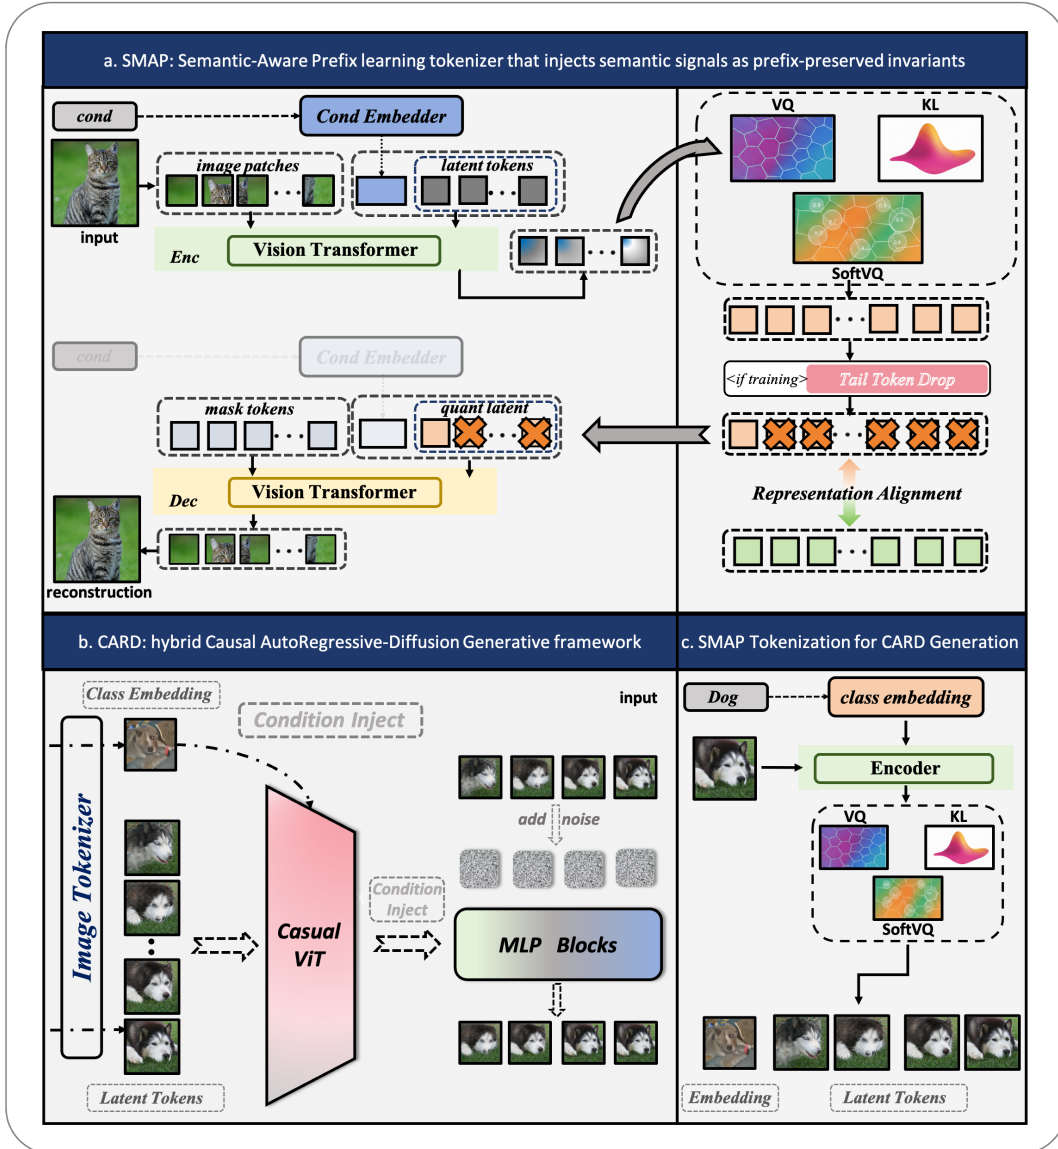 a. SMAP: Semantic-Aware Prefix learning tokenizer that injects semantic signals as prefix-preserved invariants
cond
Cond Embedder
image patches
latent tokens
input
Enc
Vision Transformer
VQ
KL
SoftVQ
<if training>
Tail Token Drop
Representation Alignment
cond
Cond Embedder
mask tokens
quant latent
Dec
Vision Transformer
reconstruction
b. CARD: hybrid Causal AutoRegressive-Diffusion Generative framework
Class Embedding
Condition Inject
input
Image Tokenizer
add noise
Casual
ViT
Condition
Inject
MLP Blocks
Latent Tokens
c. SMAP Tokenization for CARD Generation
Dog
class embedding
Encoder
VQ
KL
SoftVQ
Embedding
Latent Tokens